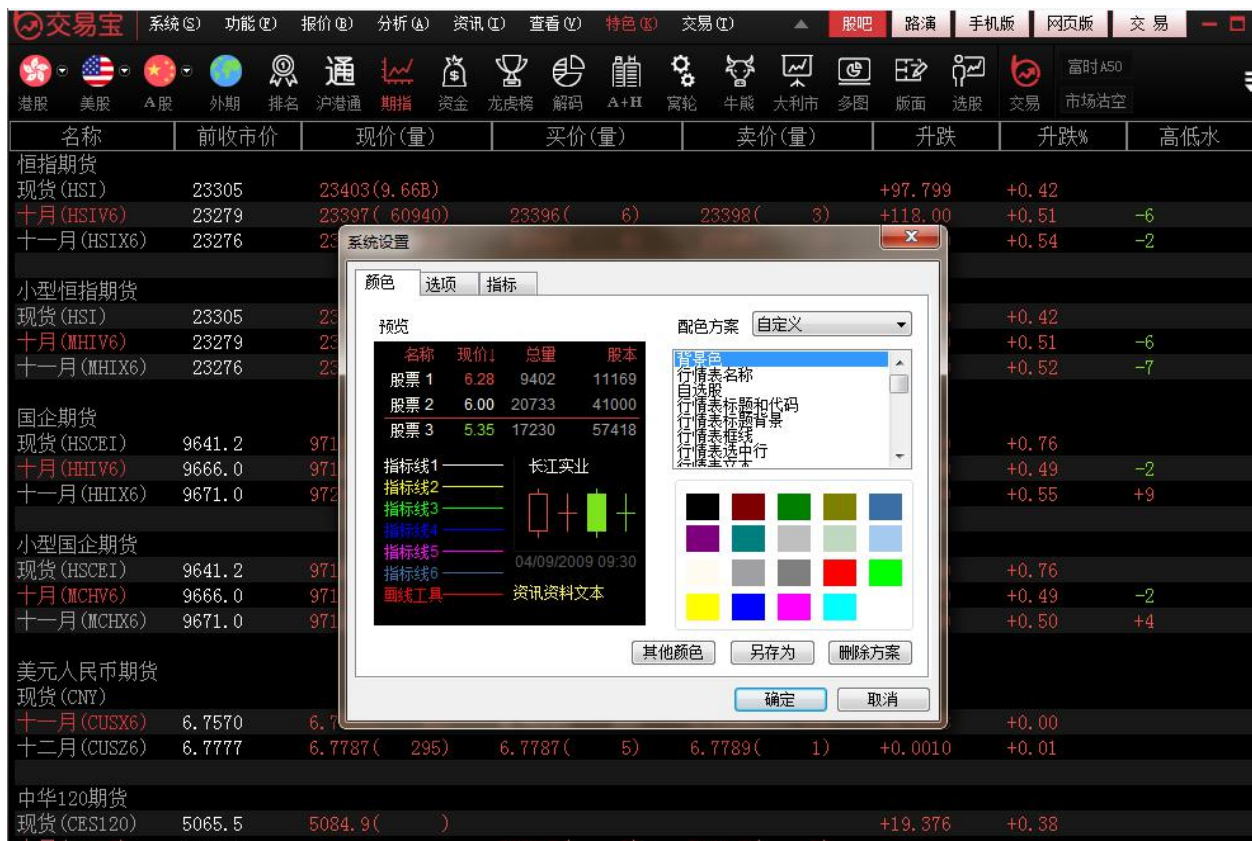 交易宝 系统(S) 功能(F) 报价(B) 分析(A) 资讯(I) 查看(V) 特色(K) 交易(T) 股吧 路演 手机版 网页版 交 易
通 富时A50
港股 美股 A股 外期 排名 沪港通 期指 资金 龙虎榜 解码 A+H 窝轮 牛熊 大利市 多图 版面 选股 交易 市场沽空
名称 前收市价 现价(量) 买价(量) 卖价(量) 升跌 升跌% 高低水
恒指期货
现货(HSI) 23305 23403(9.66B) +97.799 +0.42
十月(HSIV6) 23279 23397( 60940) 23396( 6) 23398( 3) +118.00 +0.51 -6
十一月(HSIX6) 23276 23 +0.54 -2
小型恒指期货
现货(HSI) 23305 23 +0.42
十月(MHIV6) 23279 23 +0.51 -6
十一月(MHIX6) 23276 23 +0.52 -7
国企期货
现货(HSCEI) 9641.2 971 +0.76
十月(HHIV6) 9666.0 971 +0.49 -2
十一月(HHIX6) 9671.0 972 +0.55 +9
小型国企期货
现货(HSCEI) 9641.2 971 +0.76
十月(MCHV6) 9666.0 971 +0.49 -2
十一月(MCHX6) 9671.0 971 +0.50 +4
美元人民币期货
现货(CNY)
十一月(CUSX6) 6.7570 6.7 +0.00
十二月(CUSZ6) 6.7777 6.7787( 295) 6.7787( 5) 6.7789( 1) +0.0010 +0.01
中华120期货
现货(CES120) 5065.5 5084.9( ) +19.376 +0.38
系统设置
颜色 选项 指标
预览
名称 现价↓ 总量 股本
股票 1 6.28 9402 11169
股票 2 6.00 20733 41000
股票 3 5.35 17230 57418
指标线1
指标线2
指标线3
指标线4
指标线5
指标线6
画线工具
长江实业
04/09/2009 09:30
资讯资料文本
配色方案 自定义
背景色
行情表名称
自选股
行情表标题和代码
行情表标题背景
行情表框线
行情表选中行
行情表文本
其他颜色 另存为 删除方案
确定 取消